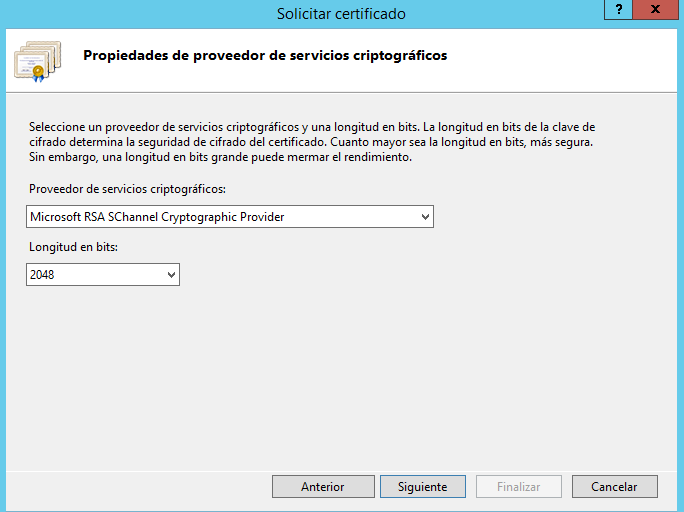 Solicitar certificado
?
x
Propiedades de proveedor de servicios criptográficos
Seleccione un proveedor de servicios criptográficos y una longitud en bits. La longitud en bits de la clave de
cifrado determina la seguridad de cifrado del certificado. Cuanto mayor sea la longitud en bits, más segura.
Sin embargo, una longitud en bits grande puede mermar el rendimiento.
Proveedor de servicios criptográficos:
Microsoft RSA SChannel Cryptographic Provider
Longitud en bits:
2048
Anterior
Siguiente
Finalizar
Cancelar